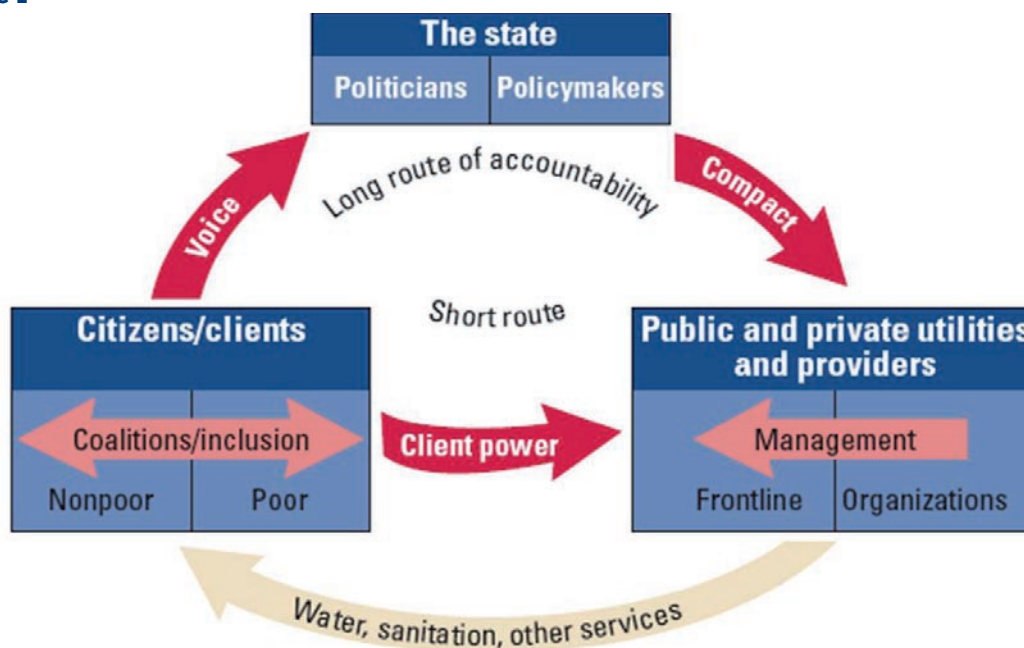 The state
Politicians
Policymakers
Long route of accountability
Voice
Compact
Short route
Citizens/clients
Public and private utilities
and providers
Coalitions/inclusion
Client power
Management
Nonpoor
Poor
Frontline
Organizations
Water, sanitation, other services